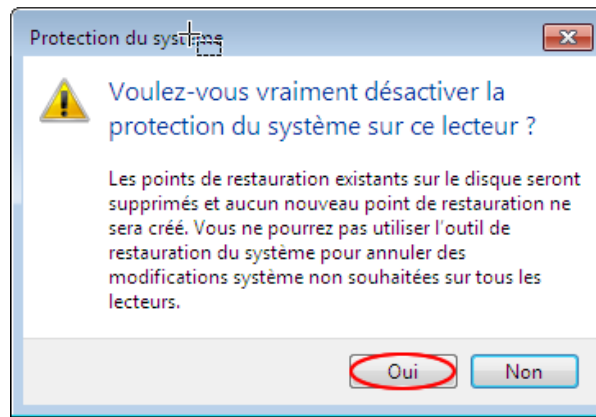 Protection du système
Voulez-vous vraiment désactiver la
protection du système sur ce lecteur ?
Les points de restauration existants sur le disque seront
supprimés et aucun nouveau point de restauration ne
sera créé. Vous ne pourrez pas utiliser l'outil de
restauration du système pour annuler des
modifications système non souhaitées sur tous les
lecteurs.
Oui
Non